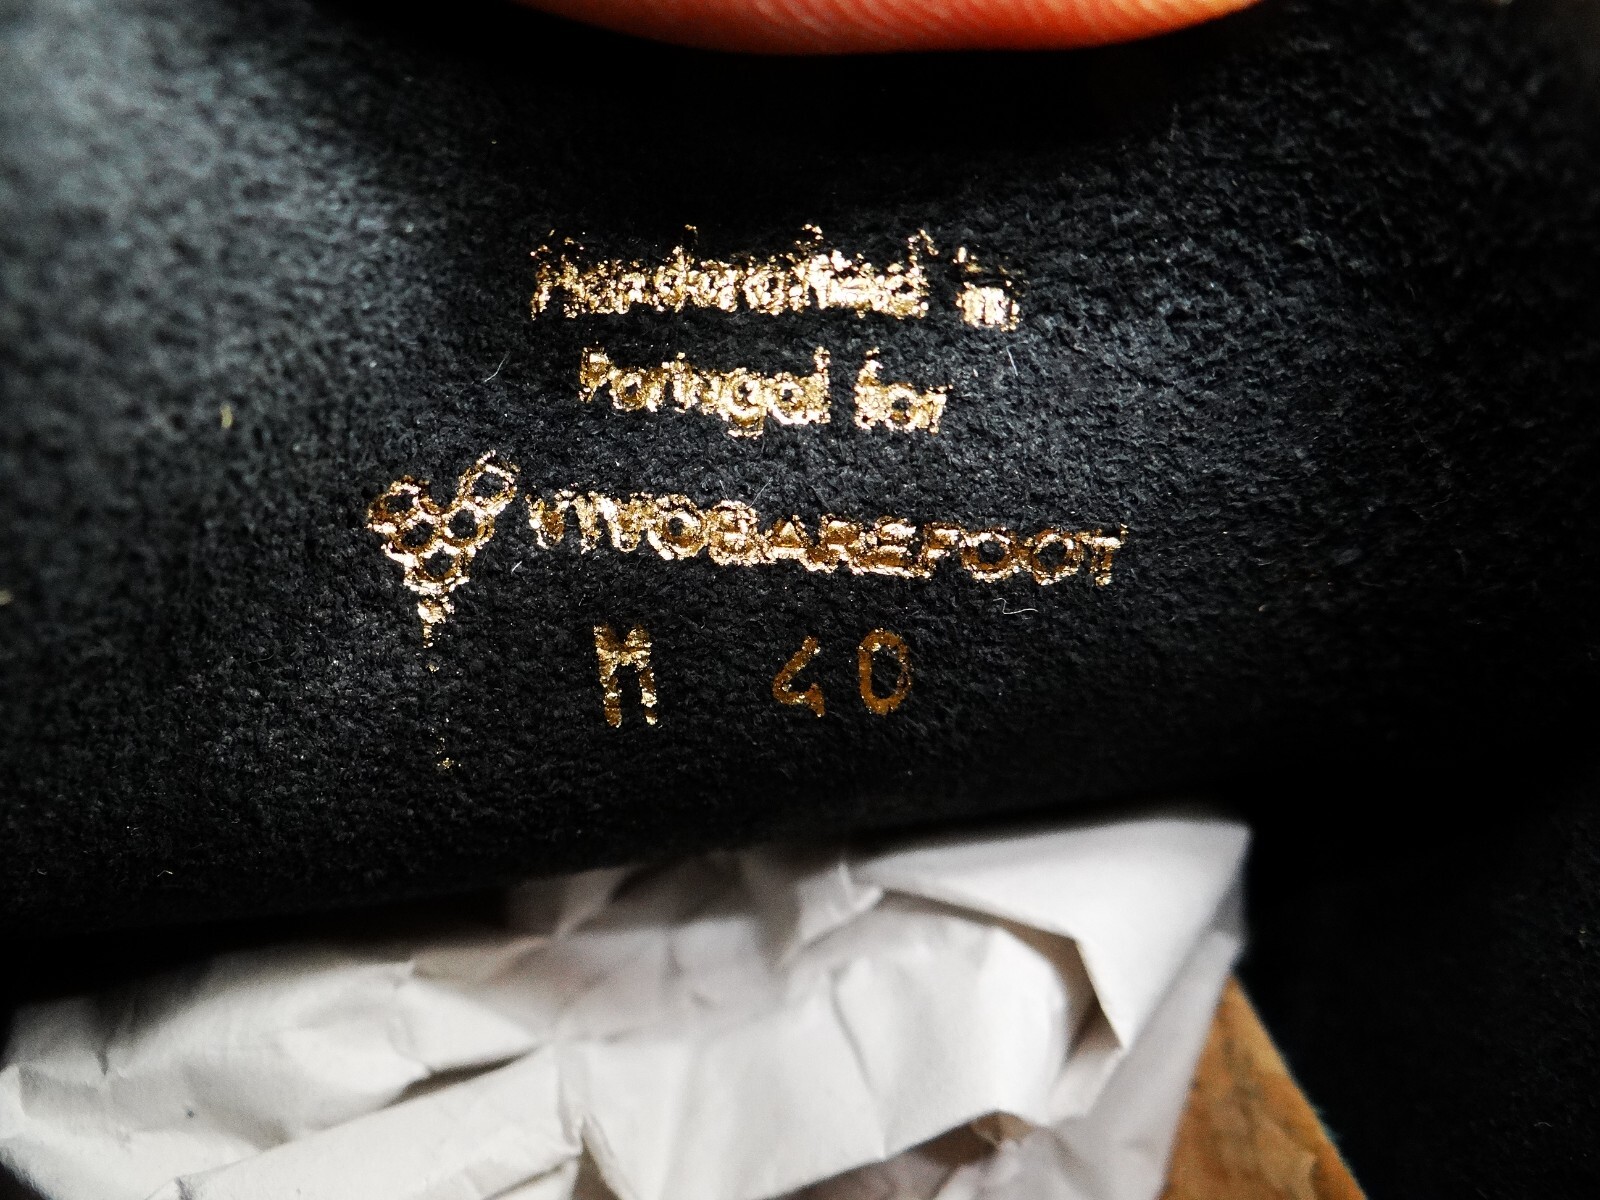 Handcrafted in
Portugal for
VIVOBAREFOOT
M 40